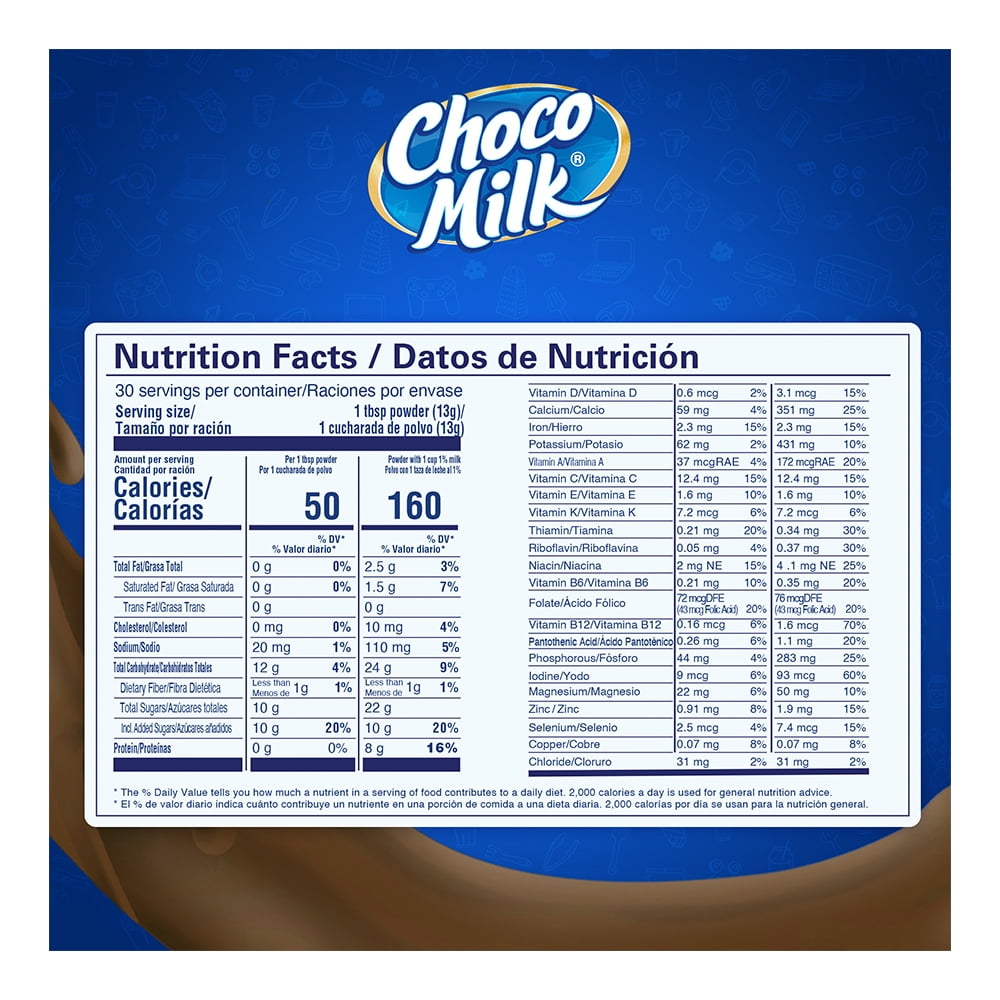 Choco
Milk®
Nutrition Facts / Datos de Nutrición
30 servings per container/Raciones por envase
Serving size/ 1 tbsp powder (13g)/
Tamaño por ración 1 cucharada de polvo (13g)
Amount per serving Per 1 tbsp powder Powder with 1 cup 1% milk
Cantidad por ración Por 1 cucharada de polvo Polvo con 1 taza de leche al 1%
Calories/
Calorías 50 160
% DV* % DV*
% Valor diario* % Valor diario*
Total Fat/Grasa Total 0 g 0% 2.5 g 3%
Saturated Fat/ Grasa Saturada 0 g 0% 1.5 g 7%
Trans Fat/Grasa Trans 0 g 0 g
Cholesterol/Colesterol 0 mg 0% 10 mg 4%
Sodium/Sodio 20 mg 1% 110 mg 5%
Total Carbohydrate/Carbohidratos Totales 12 g 4% 24 g 9%
Dietary Fiber/Fibra Dietética Less than Menos de 1g 1% Less than Menos de 1g 1%
Total Sugars/Azúcares totales 10 g 22 g
Incl. Added Sugars/Azúcares añadidos 10 g 20% 10 g 20%
Protein/Proteínas 0 g 0% 8 g 16%
Vitamin D/Vitamina D 0.6 mcg 2% 3.1 mcg 15%
Calcium/Calcio 59 mg 4% 351 mg 25%
Iron/Hierro 2.3 mg 15% 2.3 mg 15%
Potassium/Potasio 62 mg 2% 431 mg 10%
Vitamin A/Vitamina A 37 mcgRAE 4% 172 mcgRAE 20%
Vitamin C/Vitamina C 12.4 mg 15% 12.4 mg 15%
Vitamin E/Vitamina E 1.6 mg 10% 1.6 mg 10%
Vitamin K/Vitamina K 7.2 mcg 6% 7.2 mcg 6%
Thiamin/Tiamina 0.21 mg 20% 0.34 mg 30%
Riboflavin/Riboflavina 0.05 mg 4% 0.37 mg 30%
Niacin/Niacina 2 mg NE 15% 4 .1 mg NE 25%
Vitamin B6/Vitamina B6 0.21 mg 10% 0.35 mg 20%
Folate/Ácido Fólico 72 mcgDFE (43 mcg Folic Acid) 20% 76 mcgDFE (43 mcg Folic Acid) 20%
Vitamin B12/Vitamina B12 0.16 mcg 6% 1.6 mcg 70%
Pantothenic Acid/Ácido Pantoténico 0.26 mg 6% 1.1 mg 20%
Phosphorous/Fósforo 44 mg 4% 283 mg 25%
Iodine/Yodo 9 mcg 6% 93 mcg 60%
Magnesium/Magnesio 22 mg 6% 50 mg 10%
Zinc/Zinc 0.91 mg 8% 1.9 mg 15%
Selenium/Selenio 2.5 mcg 4% 7.4 mcg 15%
Copper/Cobre 0.07 mg 8% 0.07 mg 8%
Chloride/Cloruro 31 mg 2% 31 mg 2%
* The % Daily Value tells you how much a nutrient in a serving of food contributes to a daily diet. 2,000 calories a day is used for general nutrition advice.
* El % de valor diario indica cuánto contribuye un nutriente en una porción de comida a una dieta diaria. 2,000 calorías por día se usan para la nutrición general.